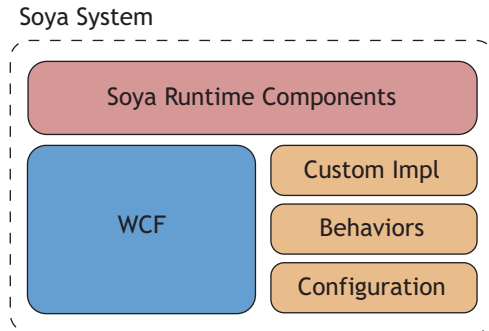 Soya System
Soya Runtime Components
WCF
Custom Impl
Behaviors
Configuration